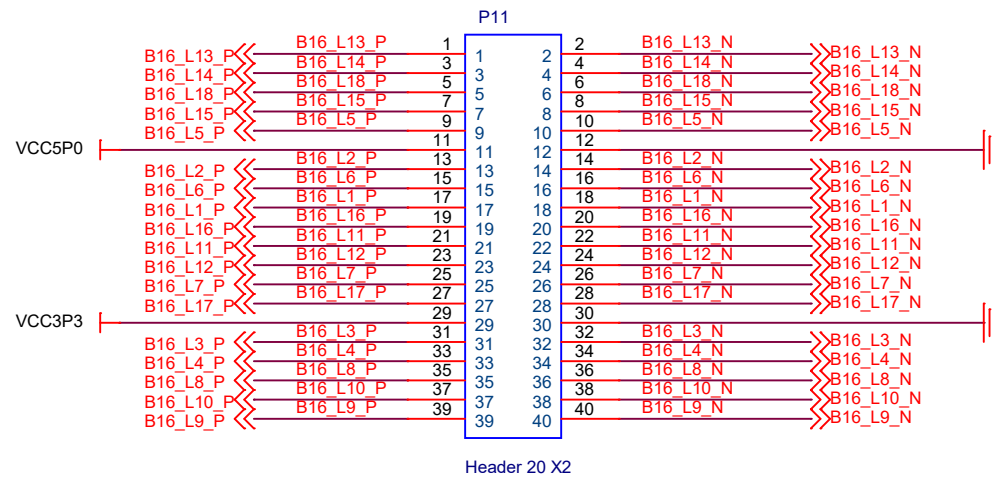 P11
B16_L13_P B16_L13_P 1 1 2 2 B16_L13_N B16_L13_N
B16_L14_P B16_L14_P 3 3 4 4 B16_L14_N B16_L14_N
B16_L18_P B16_L18_P 5 5 6 6 B16_L18_N B16_L18_N
B16_L15_P B16_L15_P 7 7 8 8 B16_L15_N B16_L15_N
B16_L5_P B16_L5_P 9 9 10 10 B16_L5_N B16_L5_N
VCC5P0 11 11 12 12
B16_L2_P B16_L2_P 13 13 14 14 B16_L2_N B16_L2_N
B16_L6_P B16_L6_P 15 15 16 16 B16_L6_N B16_L6_N
B16_L1_P B16_L1_P 17 17 18 18 B16_L1_N B16_L1_N
B16_L16_P B16_L16_P 19 19 20 20 B16_L16_N B16_L16_N
B16_L11_P B16_L11_P 21 21 22 22 B16_L11_N B16_L11_N
B16_L12_P B16_L12_P 23 23 24 24 B16_L12_N B16_L12_N
B16_L7_P B16_L7_P 25 25 26 26 B16_L7_N B16_L7_N
B16_L17_P B16_L17_P 27 27 28 28 B16_L17_N B16_L17_N
VCC3P3 29 29 30 30
B16_L3_P B16_L3_P 31 31 32 32 B16_L3_N B16_L3_N
B16_L4_P B16_L4_P 33 33 34 34 B16_L4_N B16_L4_N
B16_L8_P B16_L8_P 35 35 36 36 B16_L8_N B16_L8_N
B16_L10_P B16_L10_P 37 37 38 38 B16_L10_N B16_L10_N
B16_L9_P B16_L9_P 39 39 40 40 B16_L9_N B16_L9_N
Header 20 X2